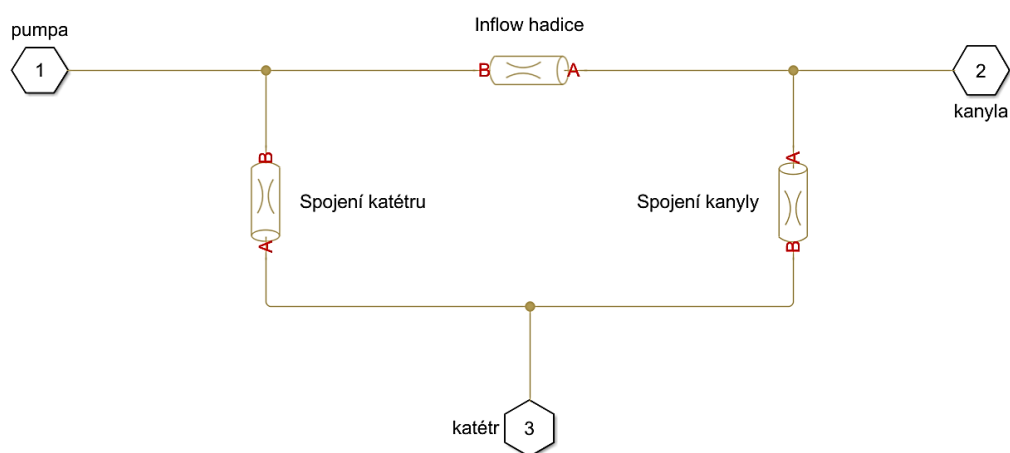 pumpa
Inflow hadice
1
B
A
2
kanyla
B
A
Spojení katétru
Spojení kanyly
A
B
katétr
3